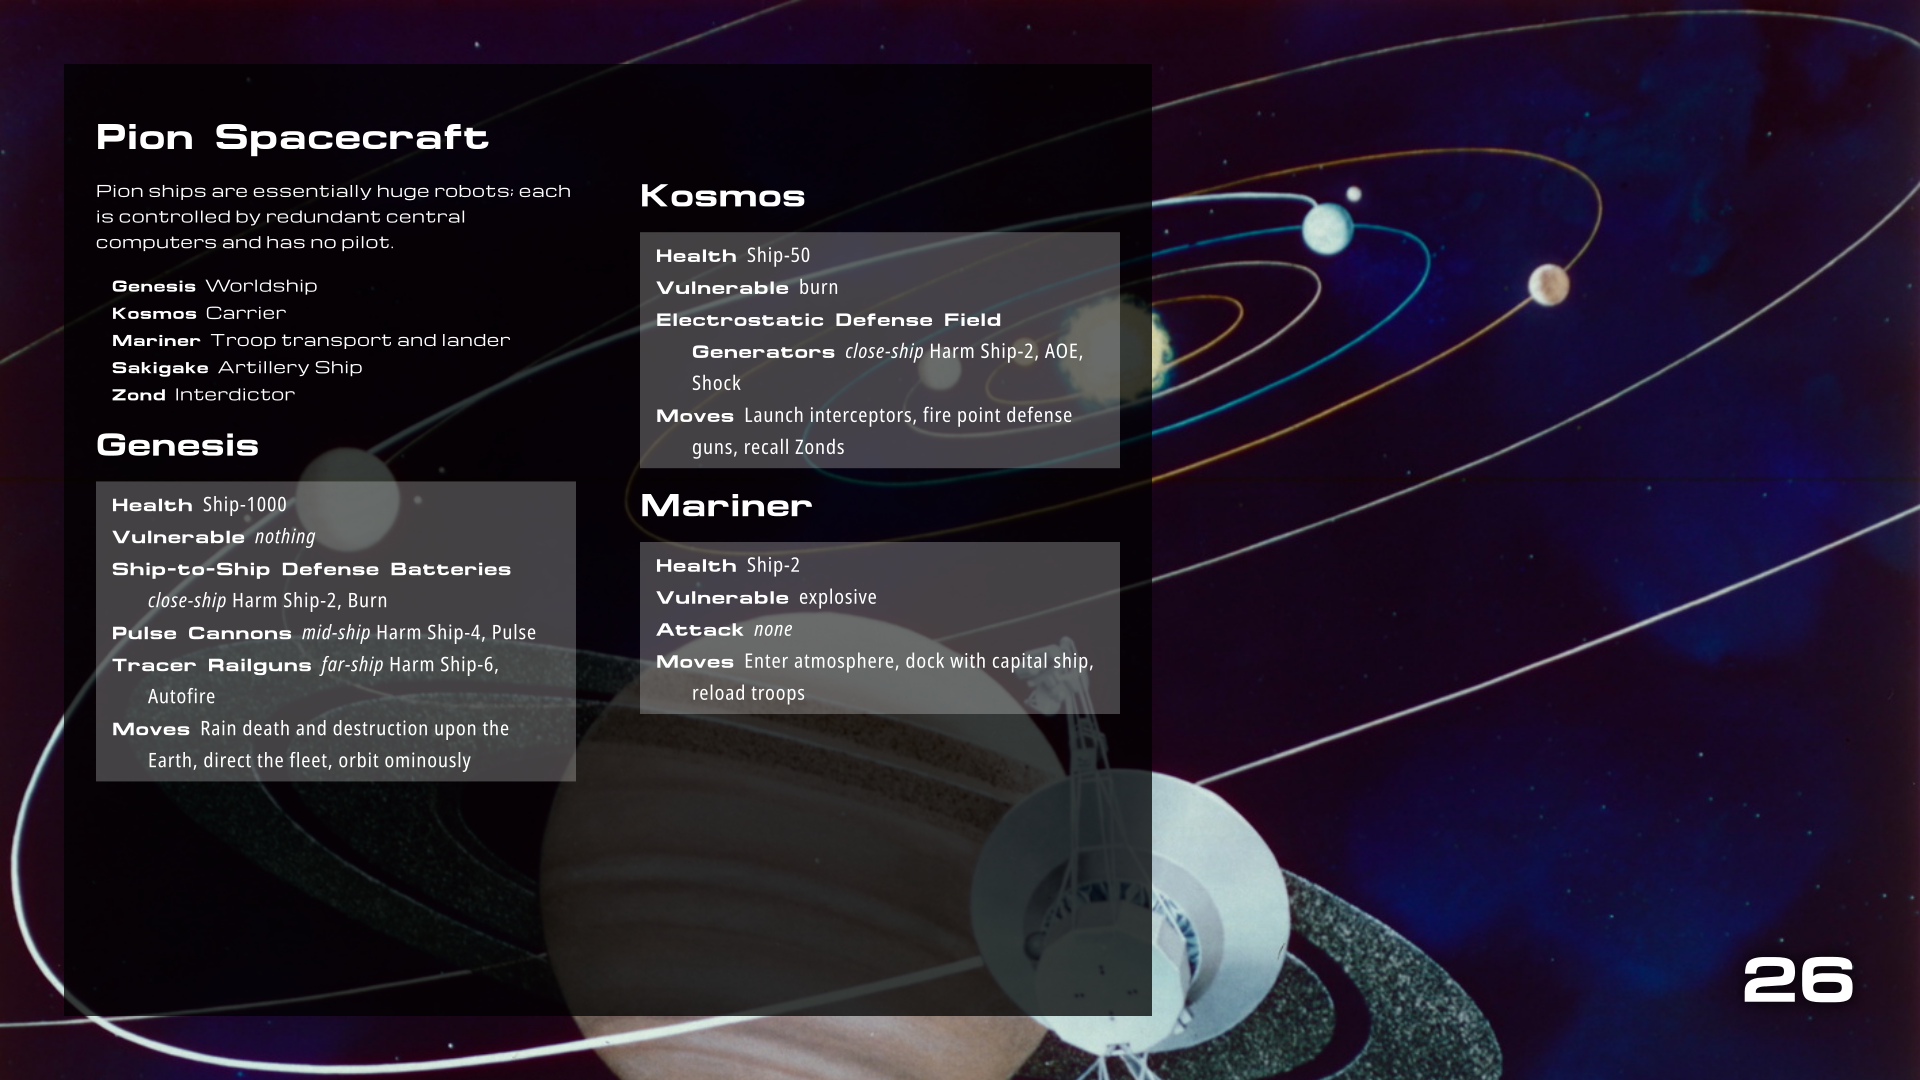 Pion Spacecraft
Pion ships are essentially huge robots; each
is controlled by redundant central
computers and has no pilot.
Genesis Worldship
Kosmos Carrier
Mariner Troop transport and lander
Sakigake Artillery Ship
Zond Interdictor
Genesis
Health Ship-1000
Vulnerable nothing
Ship-to-Ship Defense Batteries
close-ship Harm Ship-2, Burn
Pulse Cannons mid-ship Harm Ship-4, Pulse
Tracer Railguns far-ship Harm Ship-6,
Autofire
Moves Rain death and destruction upon the
Earth, direct the fleet, orbit ominously
Kosmos
Health Ship-50
Vulnerable burn
Electrostatic Defense Field
Generators close-ship Harm Ship-2, AOE,
Shock
Moves Launch interceptors, fire point defense
guns, recall Zonds
Mariner
Health Ship-2
Vulnerable explosive
Attack none
Moves Enter atmosphere, dock with capital ship,
reload troops
26